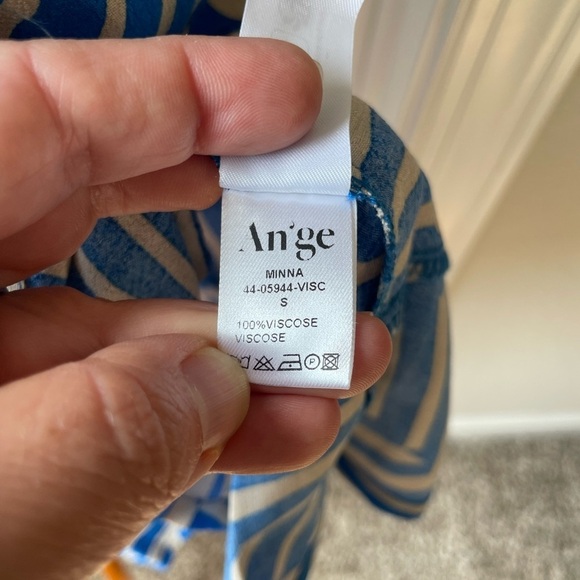 An'ge
MINNA
44-05944-VISC
S
100%VISCOSE
VISCOSE
P